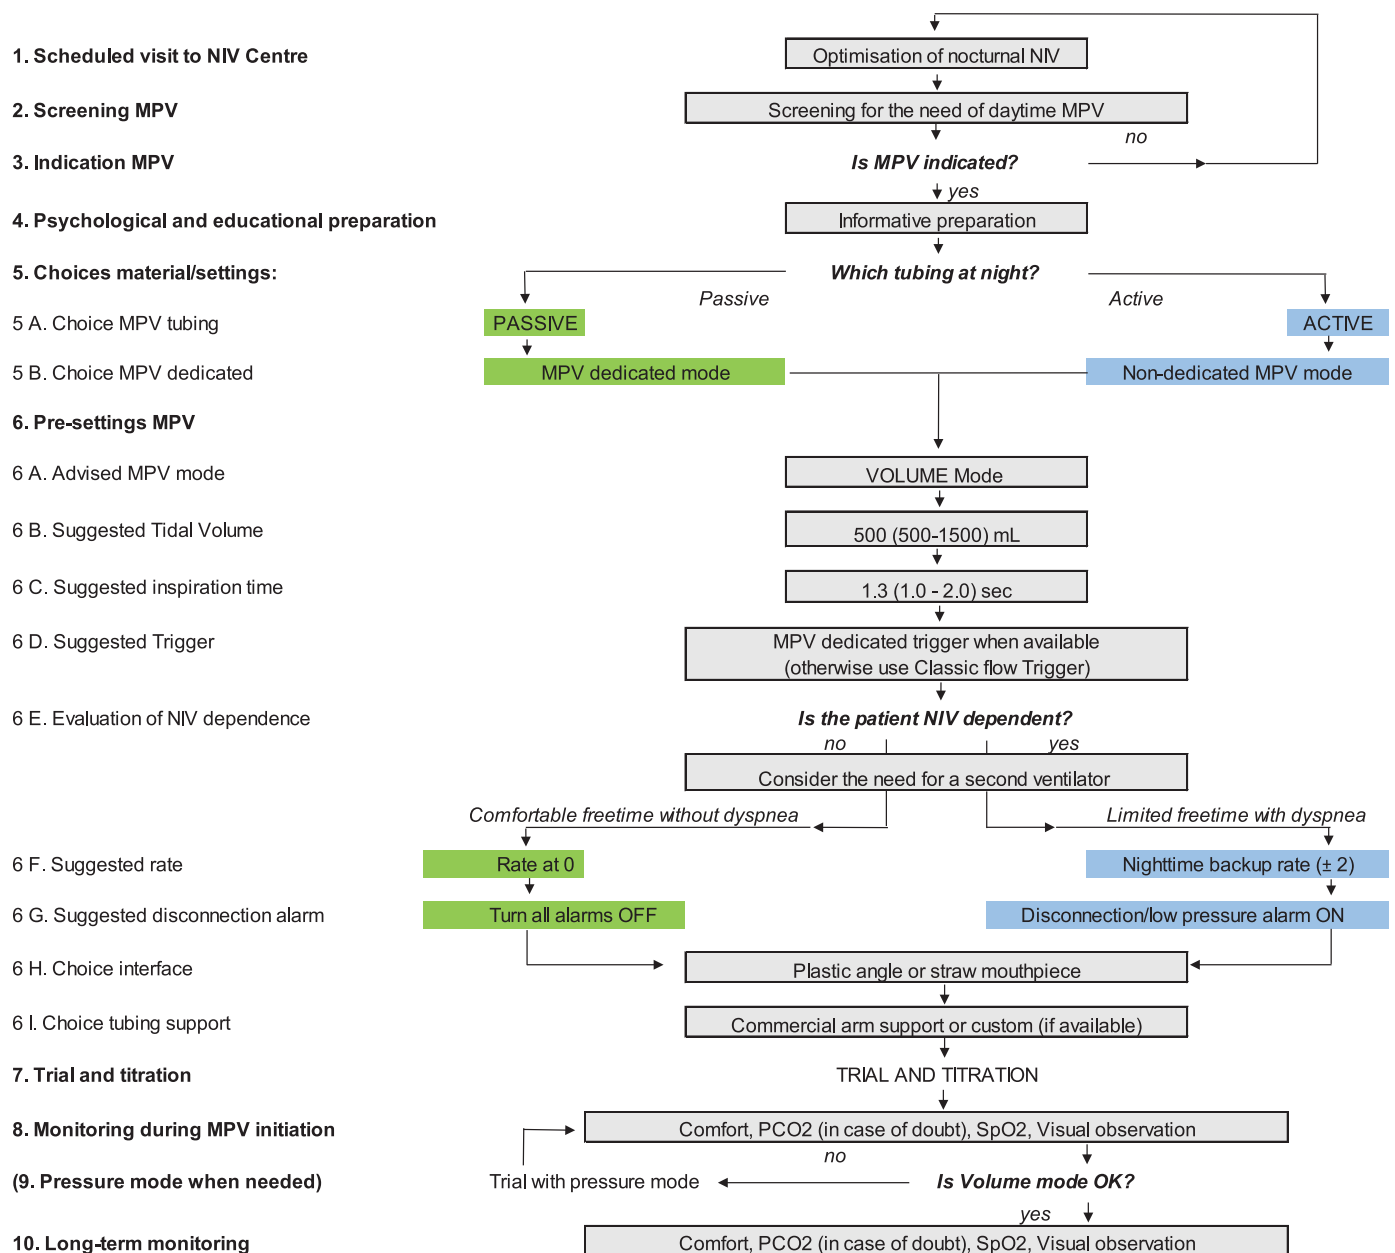 1. Scheduled visit to NIV Centre
Optimisation of nocturnal NIV
2. Screening MPV
Screening for the need of daytime MPV
no
3. Indication MPV
Is MPV indicated?
yes
4. Psychological and educational preparation
Informative preparation
5. Choices material/settings:
Which tubing at night?
Passive
Active
5 A. Choice MPV tubing
PASSIVE
ACTIVE
5 B. Choice MPV dedicated
MPV dedicated mode
Non-dedicated MPV mode
6. Pre-settings MPV
6 A. Advised MPV mode
VOLUME Mode
6 B. Suggested Tidal Volume
500 (500-1500) mL
6 C. Suggested inspiration time
1.3 (1.0 - 2.0) sec
6 D. Suggested Trigger
MPV dedicated trigger when available
(otherwise use Classic flow Trigger)
6 E. Evaluation of NIV dependence
Is the patient NIV dependent?
no
yes
Consider the need for a second ventilator
Comfortable freetime without dyspnea
Limited freetime with dyspnea
6 F. Suggested rate
Rate at 0
Nighttime backup rate (± 2)
6 G. Suggested disconnection alarm
Turn all alarms OFF
Disconnection/low pressure alarm ON
6 H. Choice interface
Plastic angle or straw mouthpiece
6 I. Choice tubing support
Commercial arm support or custom (if available)
7. Trial and titration
TRIAL AND TITRATION
8. Monitoring during MPV initiation
Comfort, PCO2 (in case of doubt), SpO2, Visual observation
no
(9. Pressure mode when needed)
Trial with pressure mode
Is Volume mode OK?
yes
10. Long-term monitoring
Comfort, PCO2 (in case of doubt), SpO2, Visual observation